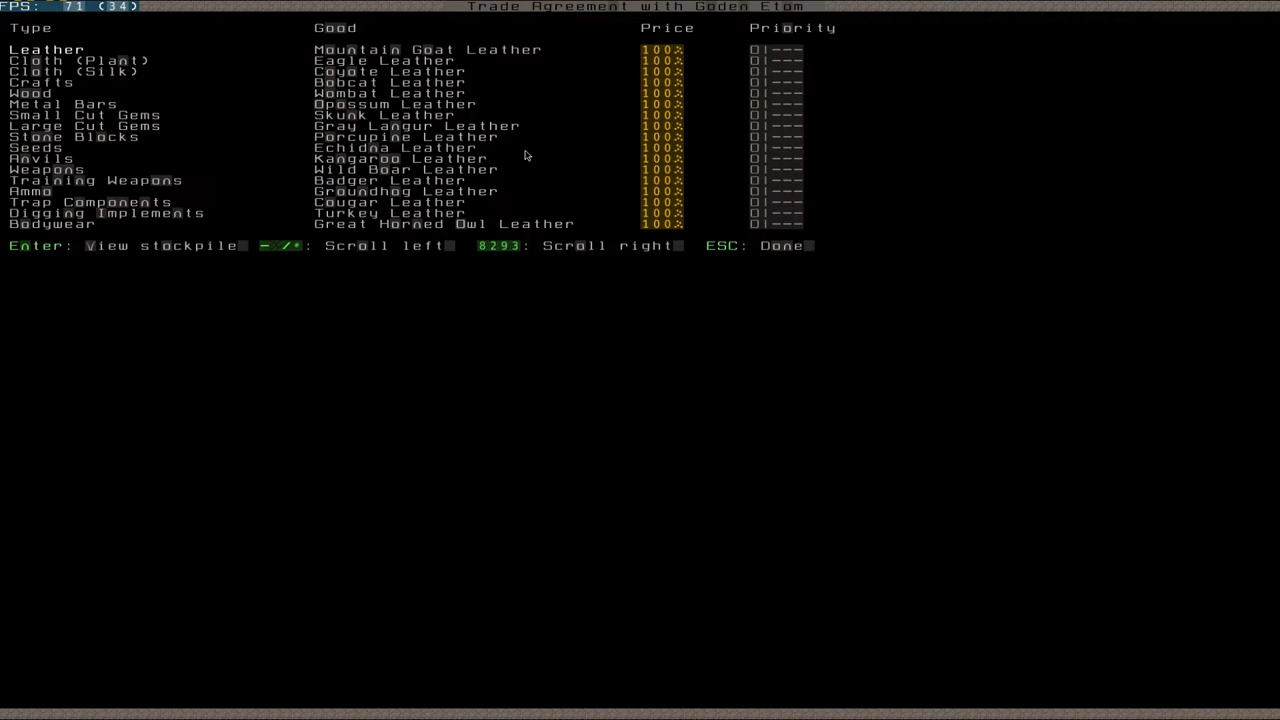 FPS: 71 (34) Trade Agreement with Goden Etom
Type Good Price Priority
Leather Mountain Goat Leather 100% 0|---
Cloth (Plant) Eagle Leather 100% 0|---
Cloth (Silk) Coyote Leather 100% 0|---
Crafts Bobcat Leather 100% 0|---
Wood Wombat Leather 100% 0|---
Metal Bars Opossum Leather 100% 0|---
Small Cut Gems Skunk Leather 100% 0|---
Large Cut Gems Gray Langur Leather 100% 0|---
Stone Blocks Porcupine Leather 100% 0|---
Seeds Echidna Leather 100% 0|---
Anvils Kangaroo Leather 100% 0|---
Weapons Wild Boar Leather 100% 0|---
Training Weapons Badger Leather 100% 0|---
Ammo Groundhog Leather 100% 0|---
Trap Components Cougar Leather 100% 0|---
Digging Implements Turkey Leather 100% 0|---
Bodywear Great Horned Owl Leather 100% 0|---
Enter: View stockpile -/*: Scroll left 8293: Scroll right ESC: Done